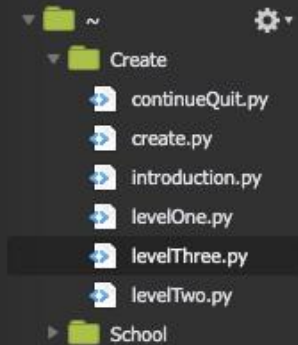 ~
Create
continueQuit.py
create.py
introduction.py
levelOne.py
levelThree.py
levelTwo.py
School